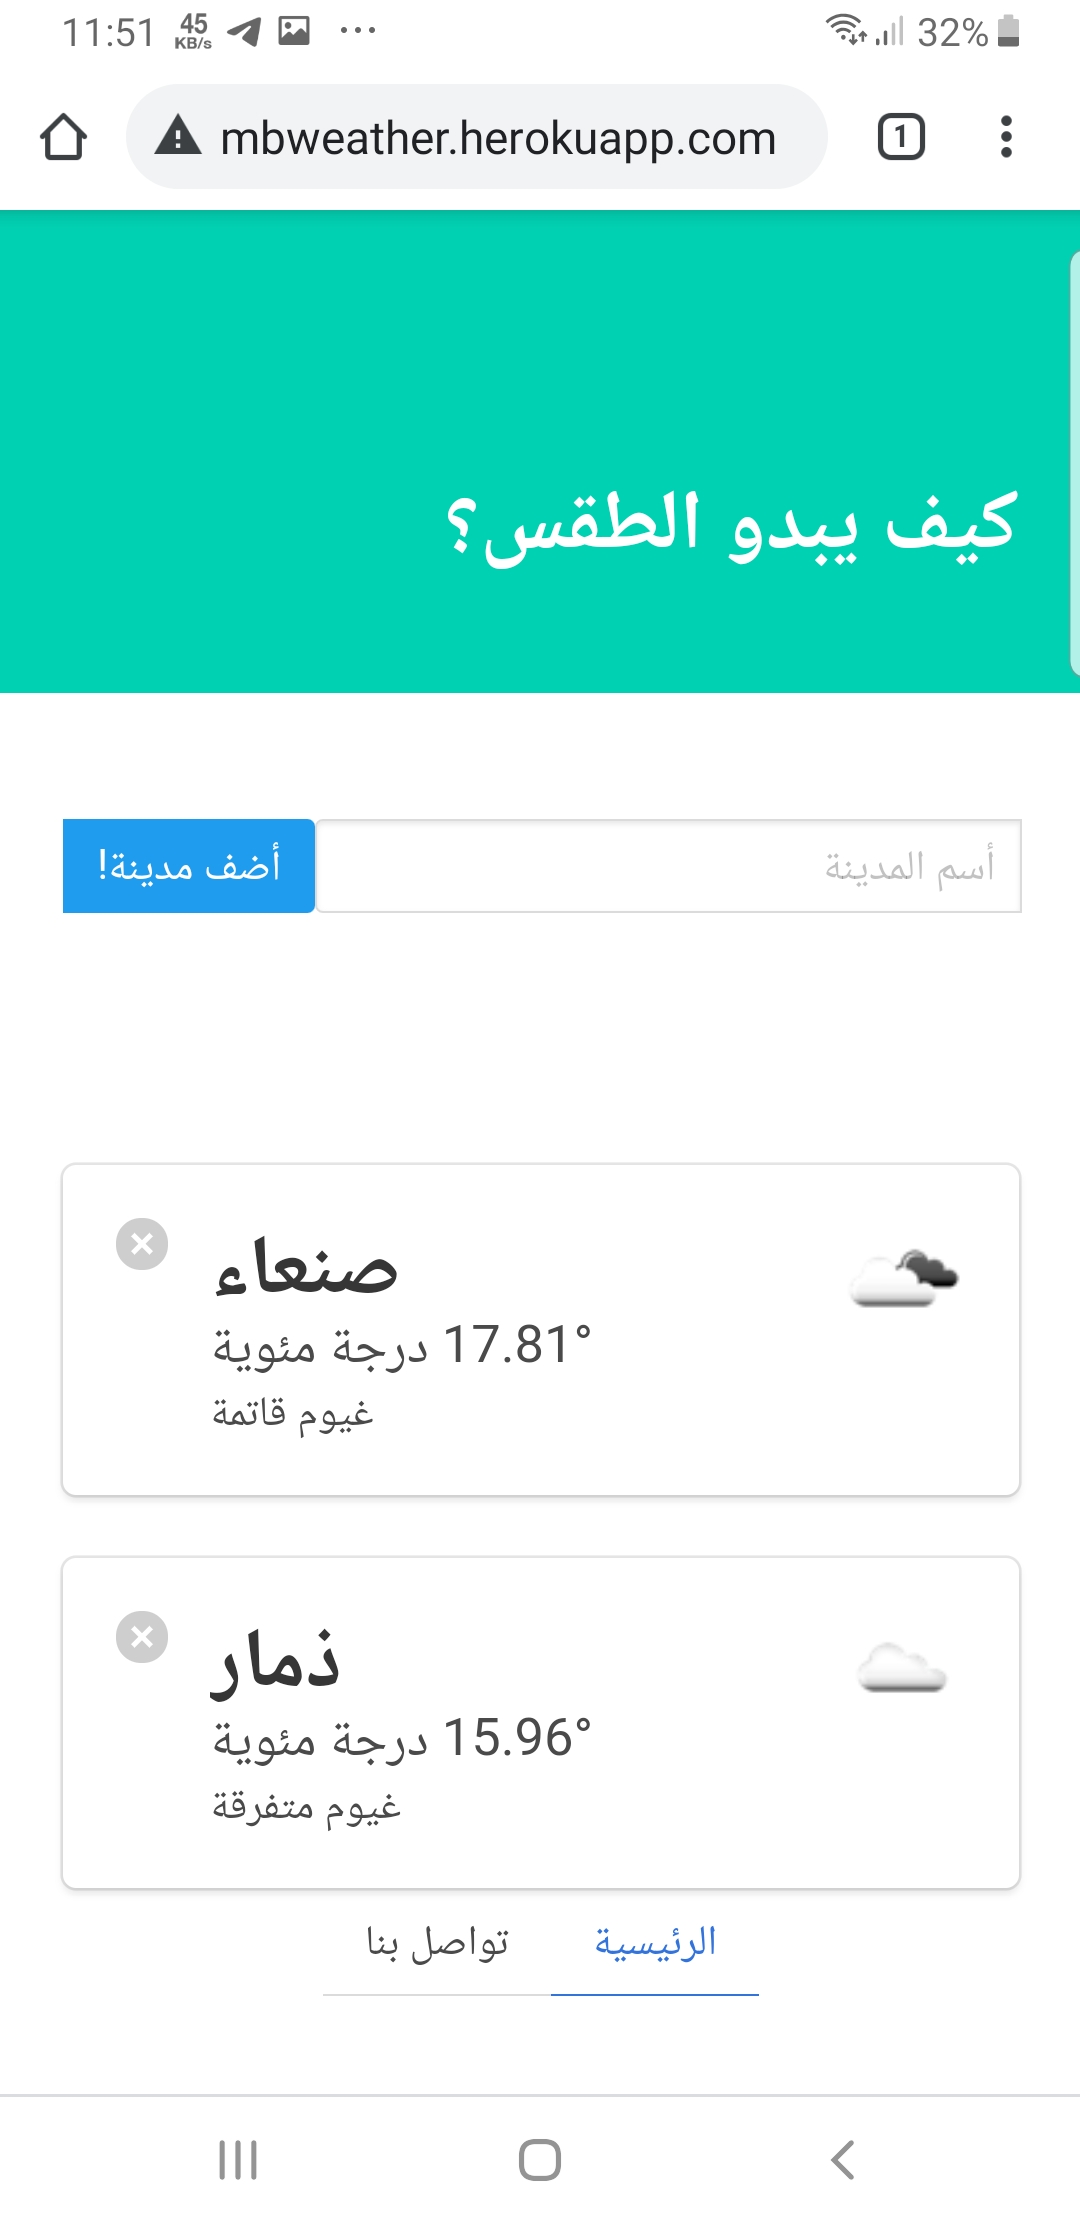 11:51 45 KB/s 32%
mbweather.herokuapp.com 1
كيف يبدو الطقس؟
أسم المدينة
أضف مدينة!
صنعاء
17.81° درجة مئوية
غيوم قاتمة
ذمار
15.96° درجة مئوية
غيوم متفرقة
الرئيسية تواصل بنا